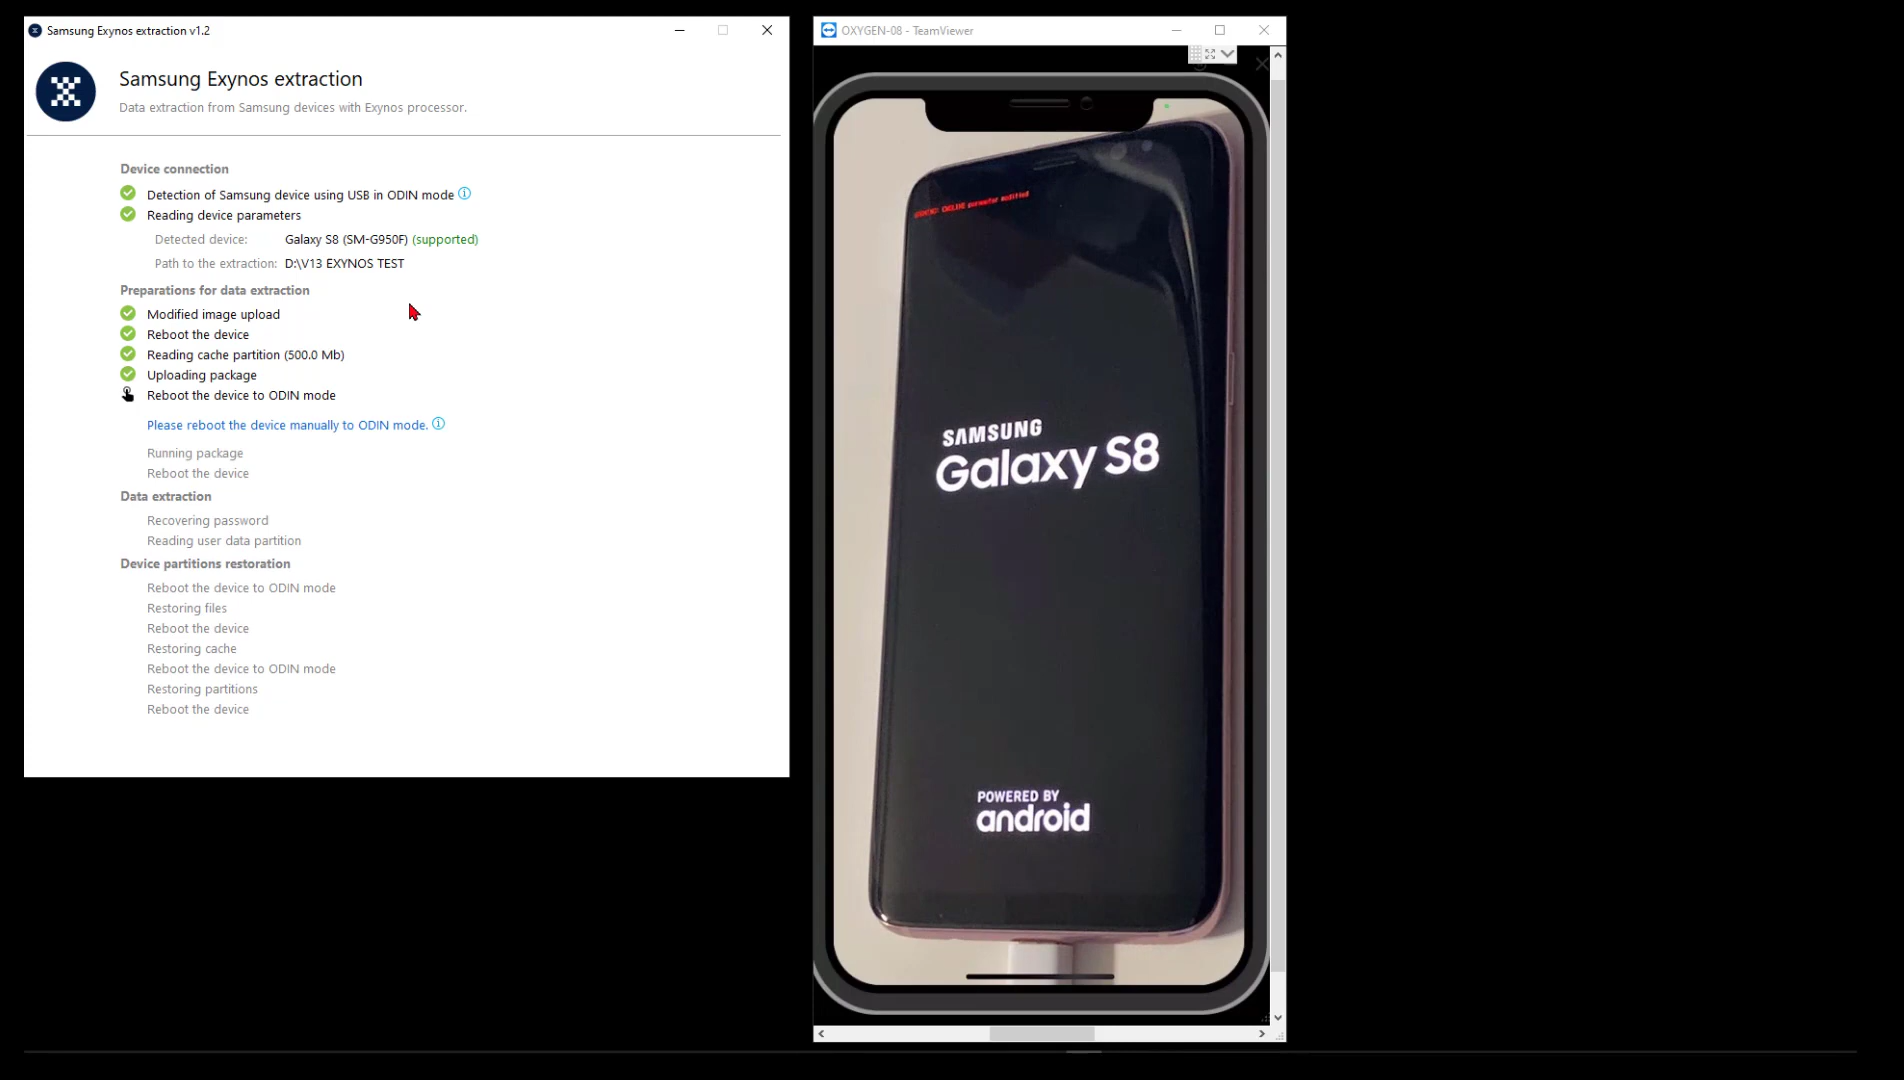 Samsung Exynos extraction v1.2
Samsung Exynos extraction
Data extraction from Samsung devices with Exynos processor.
Device connection
Detection of Samsung device using USB in ODIN mode
Reading device parameters
Detected device: Galaxy S8 (SM-G950F) (supported)
Path to the extraction: D:\V13 EXYNOS TEST
Preparations for data extraction
Modified image upload
Reboot the device
Reading cache partition (500.0 Mb)
Uploading package
Reboot the device to ODIN mode
Please reboot the device manually to ODIN mode.
Running package
Reboot the device
Data extraction
Recovering password
Reading user data partition
Device partitions restoration
Reboot the device to ODIN mode
Restoring files
Reboot the device
Restoring cache
Reboot the device to ODIN mode
Restoring partitions
Reboot the device
OXYGEN-08 - TeamViewer
modified
SAMSUNG
Galaxy S8
POWERED BY
android